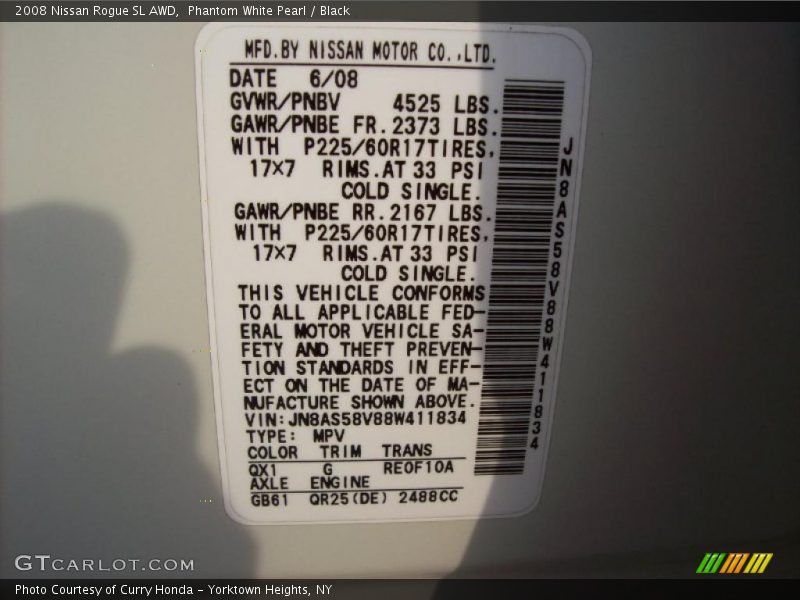 2008 Nissan Rogue SL AWD,  Phantom White Pearl / Black
MFD.BY NISSAN MOTOR CO.,LTD.
DATE 6/08
GVWR/PNBV 4525 LBS.
GAWR/PNBE FR. 2373 LBS.
WITH P225/60R17TIRES,
17×7 RIMS.AT 33 PSI
COLD SINGLE.
GAWR/PNBE RR. 2167 LBS.
WITH P225/60R17TIRES,
17×7 RIMS.AT 33 PSI
COLD SINGLE.
THIS VEHICLE CONFORMS
TO ALL APPLICABLE FED-
ERAL MOTOR VEHICLE SA-
FETY AND THEFT PREVEN-
TION STANDARDS IN EFF-
ECT ON THE DATE OF MA-
NUFACTURE SHOWN ABOVE.
VIN:JN8AS58V88W411834
TYPE: MPV
COLOR TRIM TRANS
QX1 G RE0F10A
AXLE ENGINE
GB61 QR25(DE) 2488CC
JN8AS58V88W411834
GTCARLOT.COM
Photo Courtesy of Curry Honda - Yorktown Heights, NY